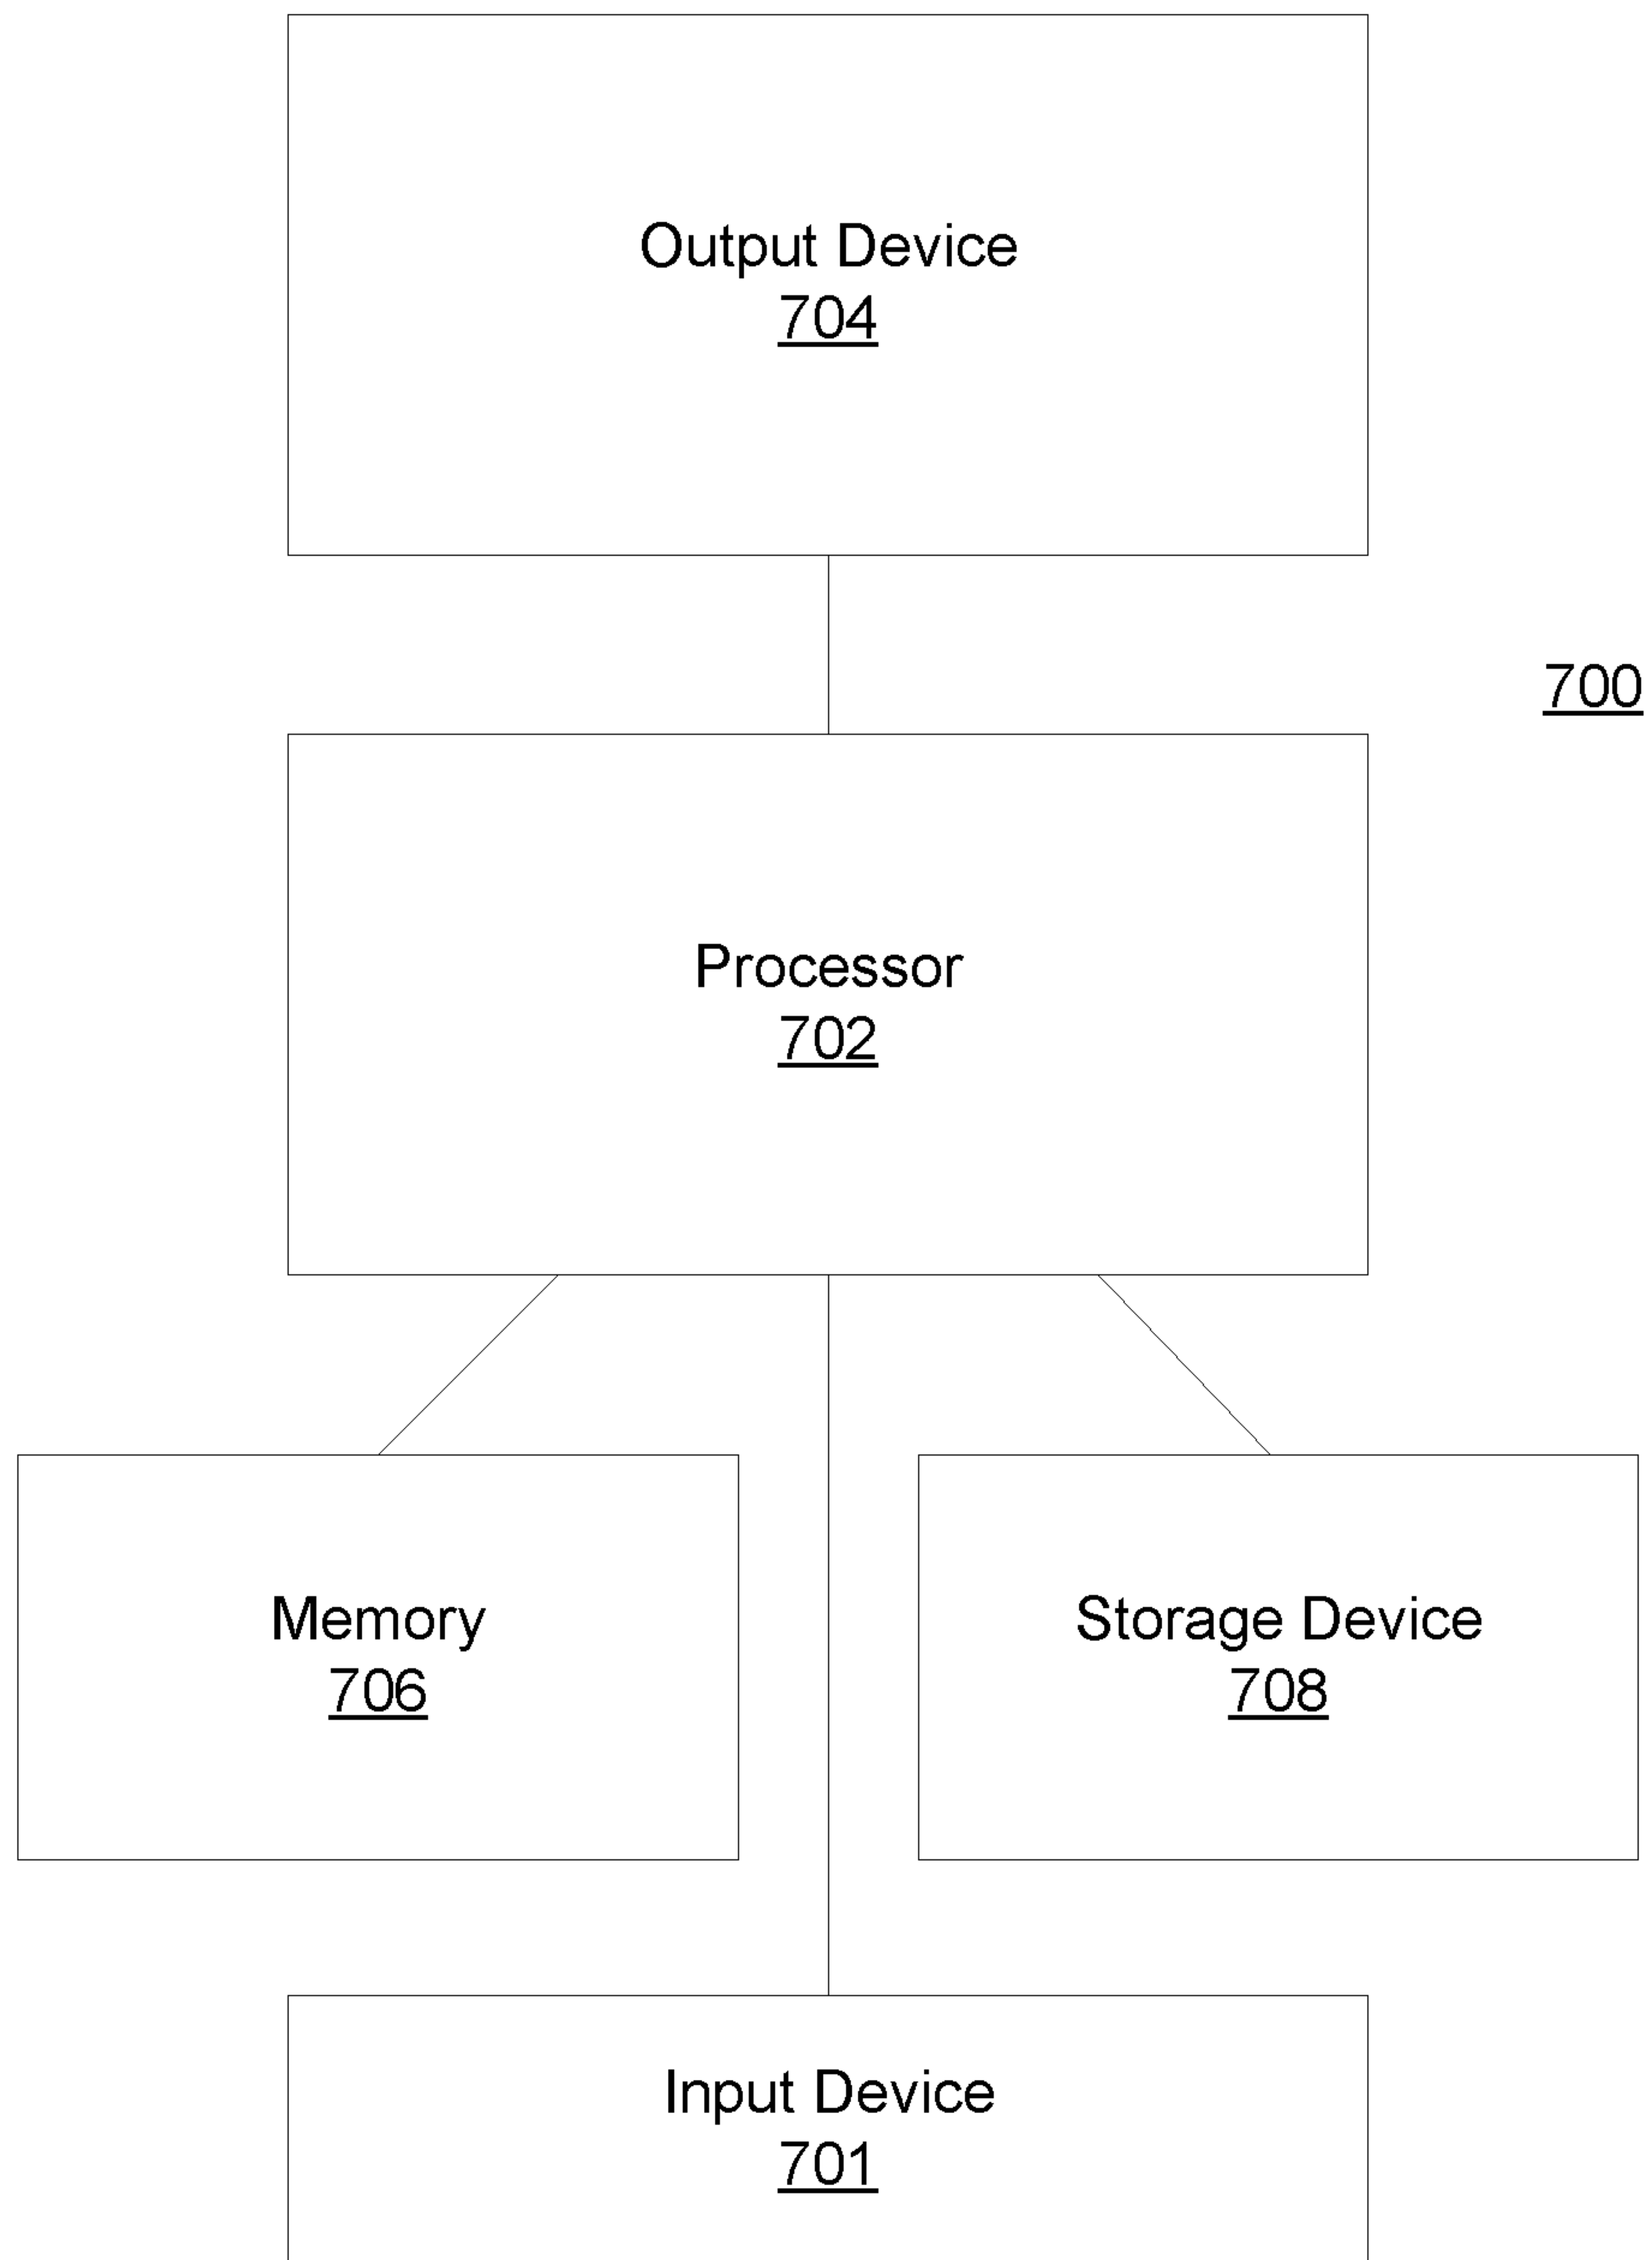 Output Device
704
700
Processor
702
Memory
706
Storage Device
708
Input Device
701